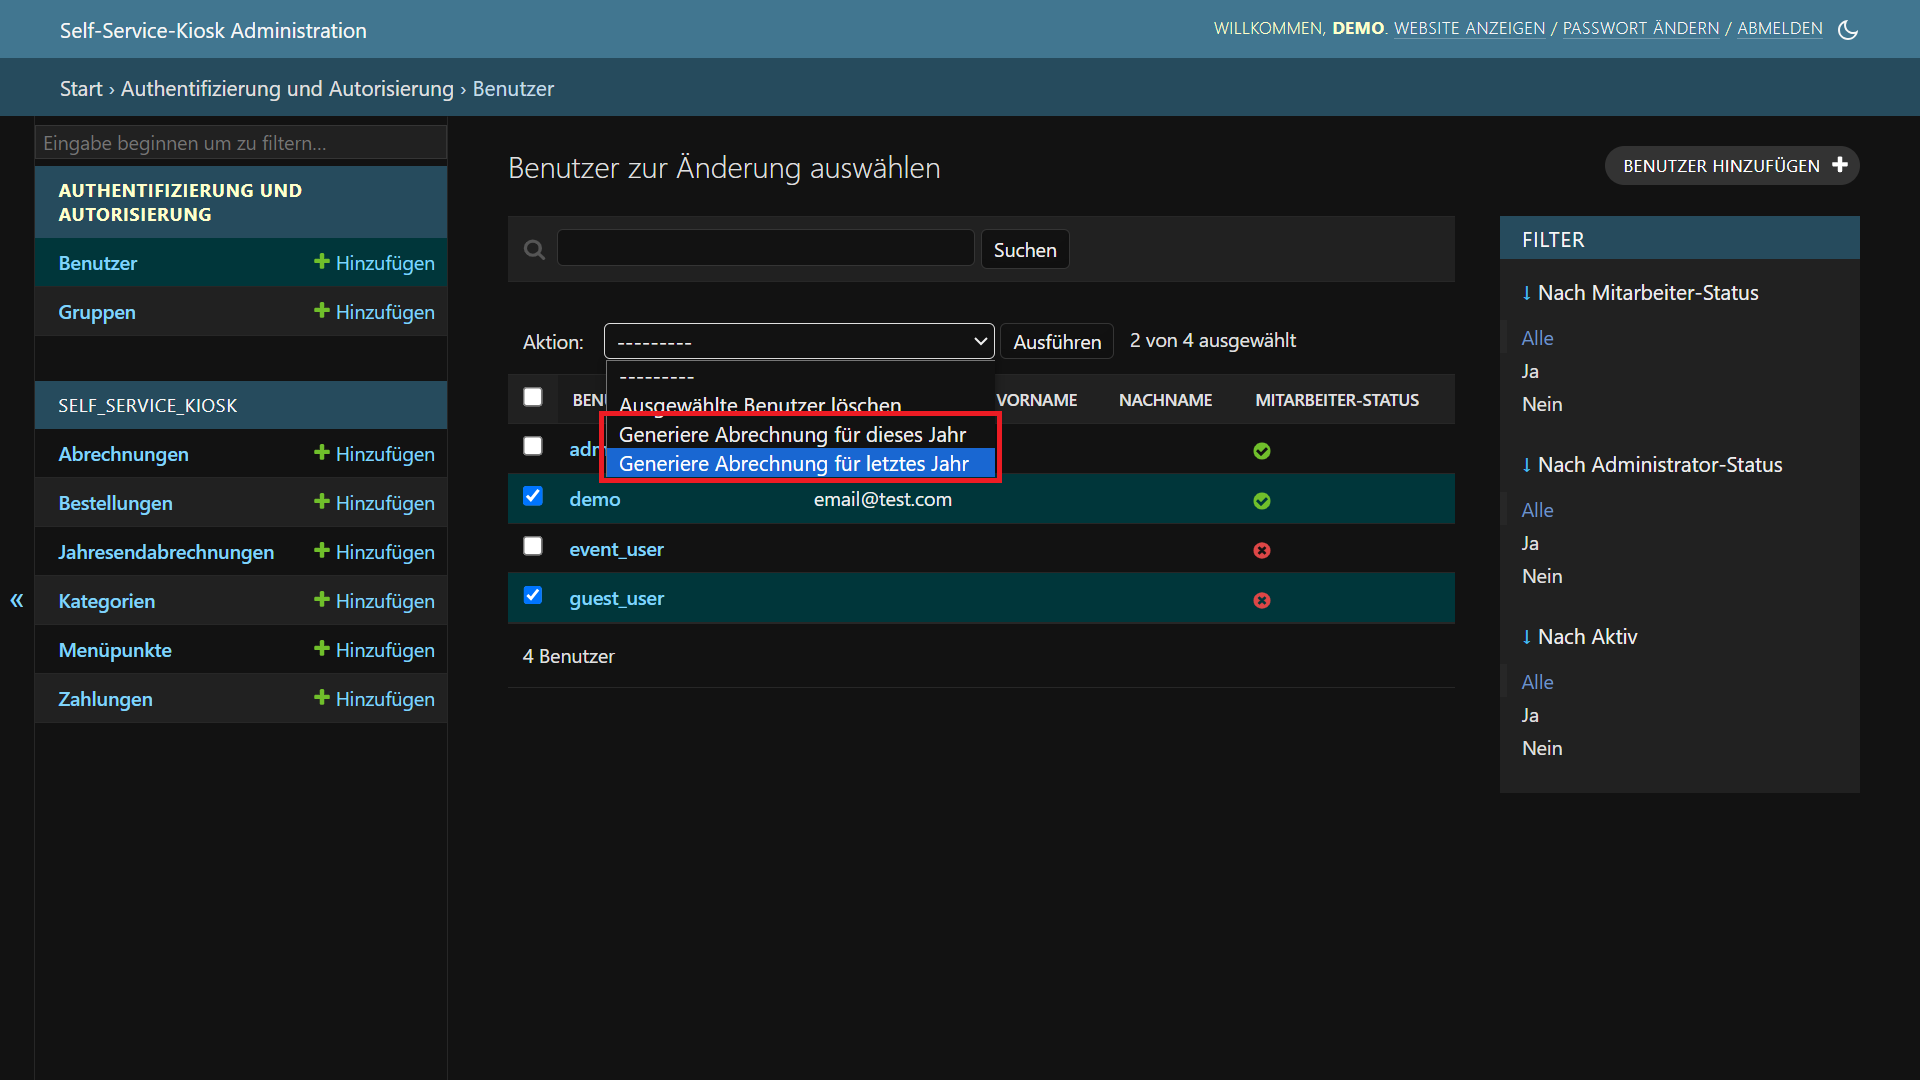 Self-Service-Kiosk Administration
WILLKOMMEN, DEMO. WEBSITE ANZEIGEN / PASSWORT ÄNDERN / ABMELDEN
Start › Authentifizierung und Autorisierung › Benutzer
Eingabe beginnen um zu filtern...
AUTHENTIFIZIERUNG UND
AUTORISIERUNG
Benutzer Hinzufügen
Gruppen Hinzufügen
SELF_SERVICE_KIOSK
Abrechnungen Hinzufügen
Bestellungen Hinzufügen
Jahresendabrechnungen Hinzufügen
Kategorien Hinzufügen
Menüpunkte Hinzufügen
Zahlungen Hinzufügen
«
Benutzer zur Änderung auswählen
BENUTZER HINZUFÜGEN
Suchen
Aktion: --------- Ausführen 2 von 4 ausgewählt
---------
Ausgewählte Benutzer löschen
Generiere Abrechnung für dieses Jahr
Generiere Abrechnung für letztes Jahr
BENU VORNAME NACHNAME MITARBEITER-STATUS
adm
demo email@test.com
event_user
guest_user
4 Benutzer
FILTER
↓ Nach Mitarbeiter-Status
Alle
Ja
Nein
↓ Nach Administrator-Status
Alle
Ja
Nein
↓ Nach Aktiv
Alle
Ja
Nein